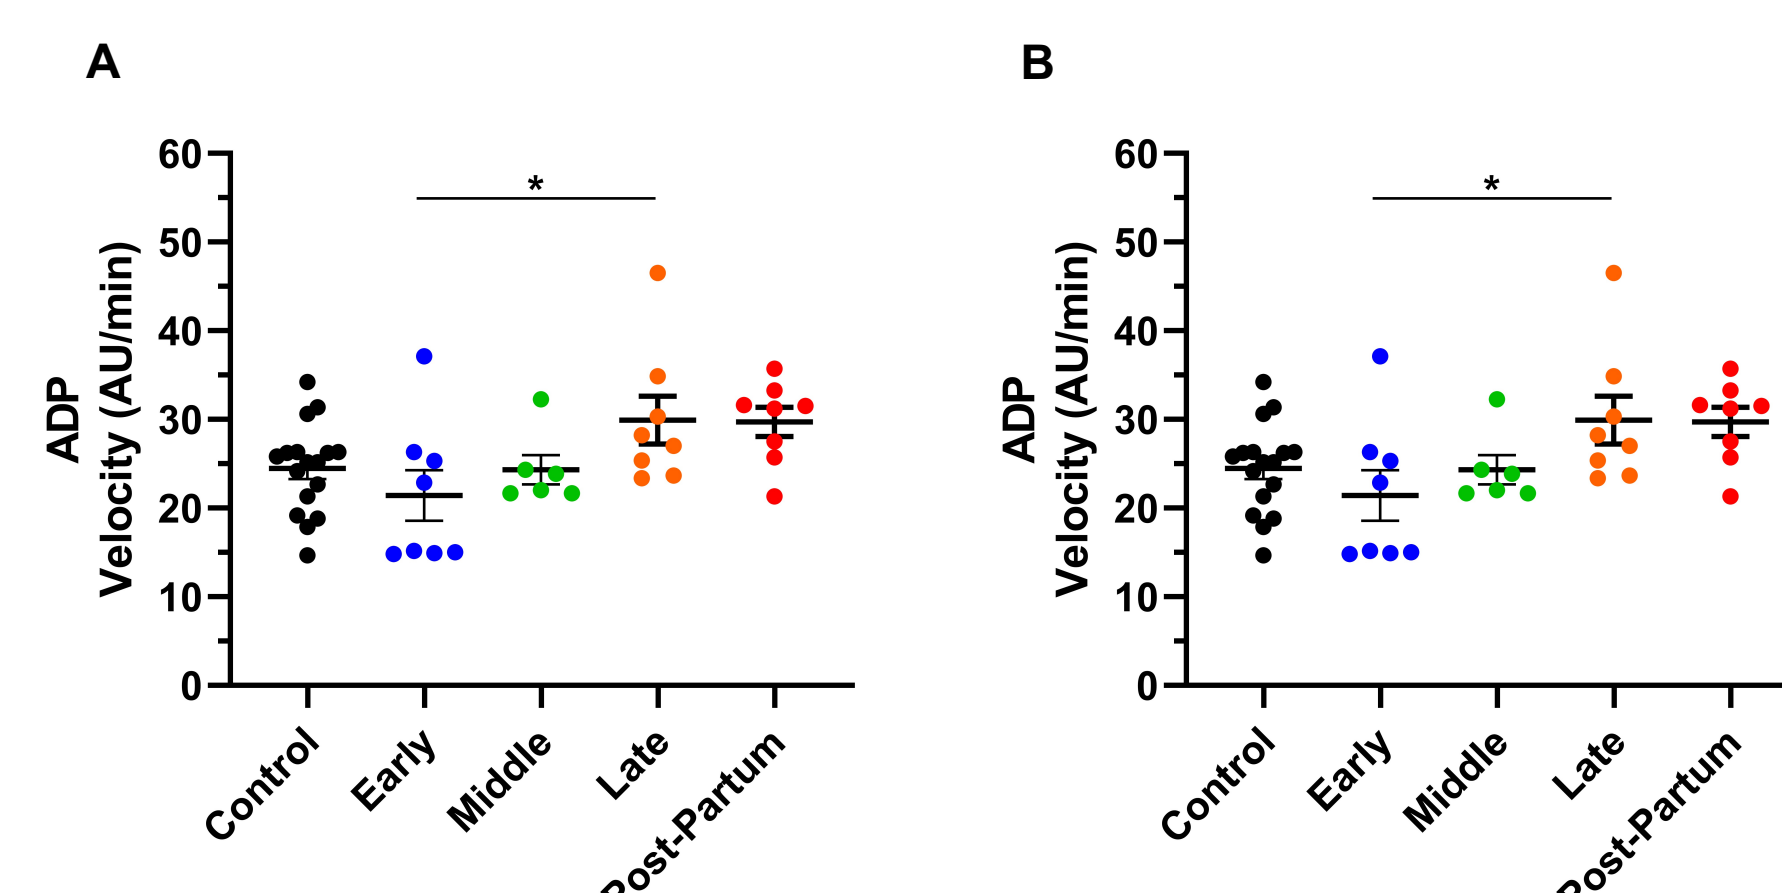 A
B
60
50
40
30
20
10
0
ADP
Velocity (AU/min)
*
Control
Early
Middle
Late
Post-Partum
60
50
40
30
20
10
0
ADP
Velocity (AU/min)
*
Control
Early
Middle
Late
Post-Partum